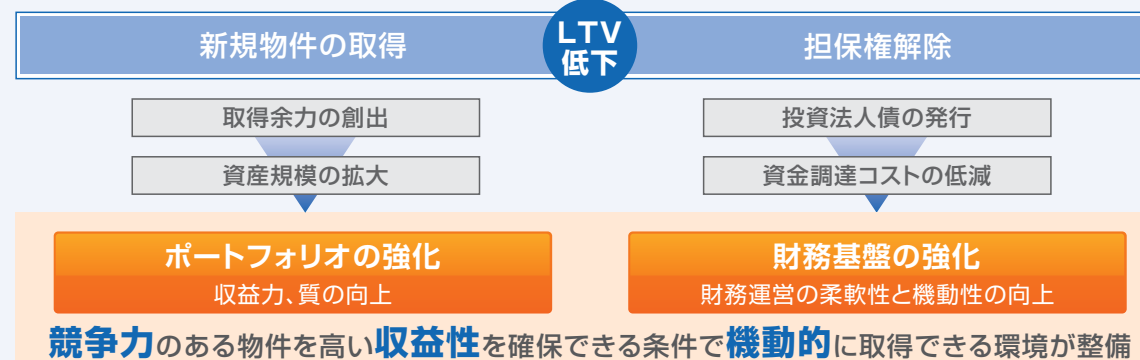 新規物件の取得
LTV
低下
担保権解除
取得余力の創出
資産規模の拡大
投資法人債の発行
資金調達コストの低減
ポートフォリオの強化
収益力、質の向上
財務基盤の強化
財務運営の柔軟性と機動性の向上
競争力のある物件を高い収益性を確保できる条件で機動的に取得できる環境が整備